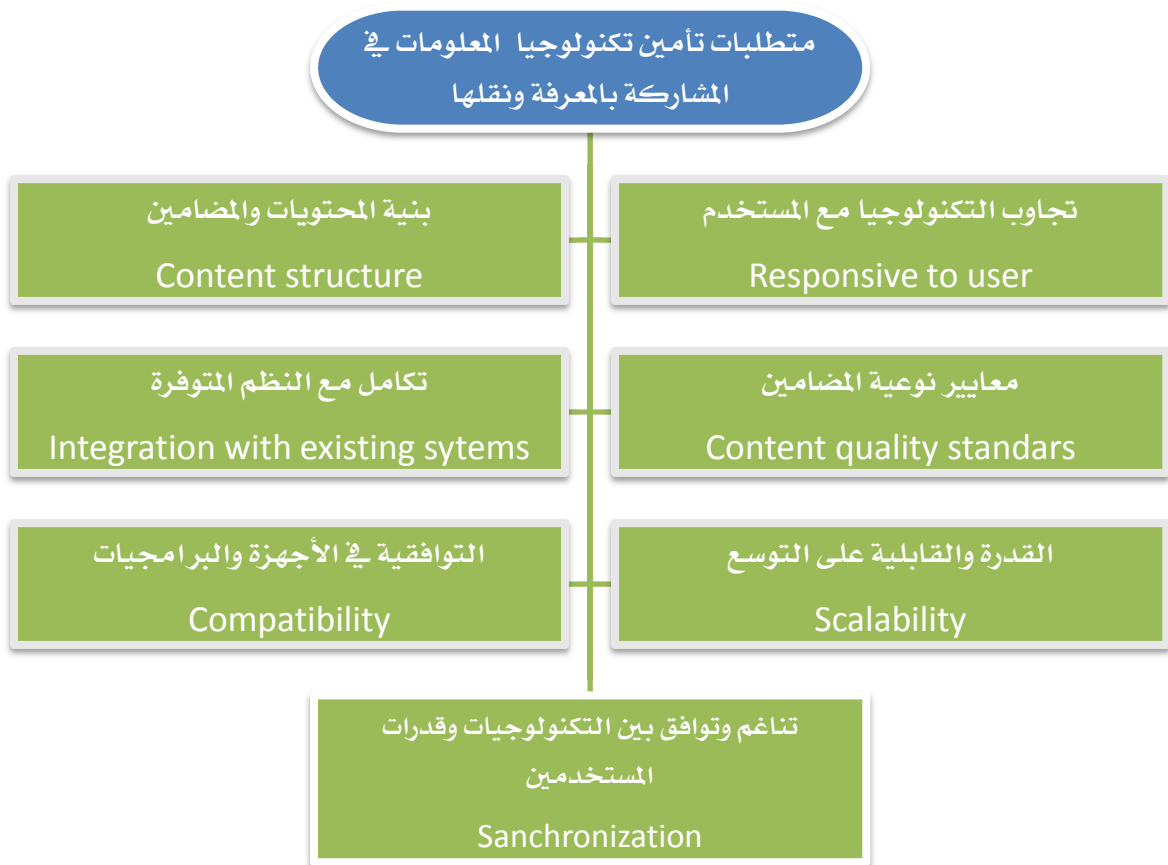 متطلبات تأمين تكنولوجيا المعلومات في
المشاركة بالمعرفة ونقلها
تجاوب التكنولوجيا مع المستخدم
Responsive to user
بنية المحتويات والمضامين
Content structure
معايير نوعية المضامين
Content quality standars
تكامل مع النظم المتوفرة
Integration with existing sytems
القدرة والقابلية على التوسع
Scalability
التوافقية في الأجهزة والبرامجيات
Compatibility
تناغم وتوافق بين التكنولوجيات وقدرات
المستخدمين
Sanchronization